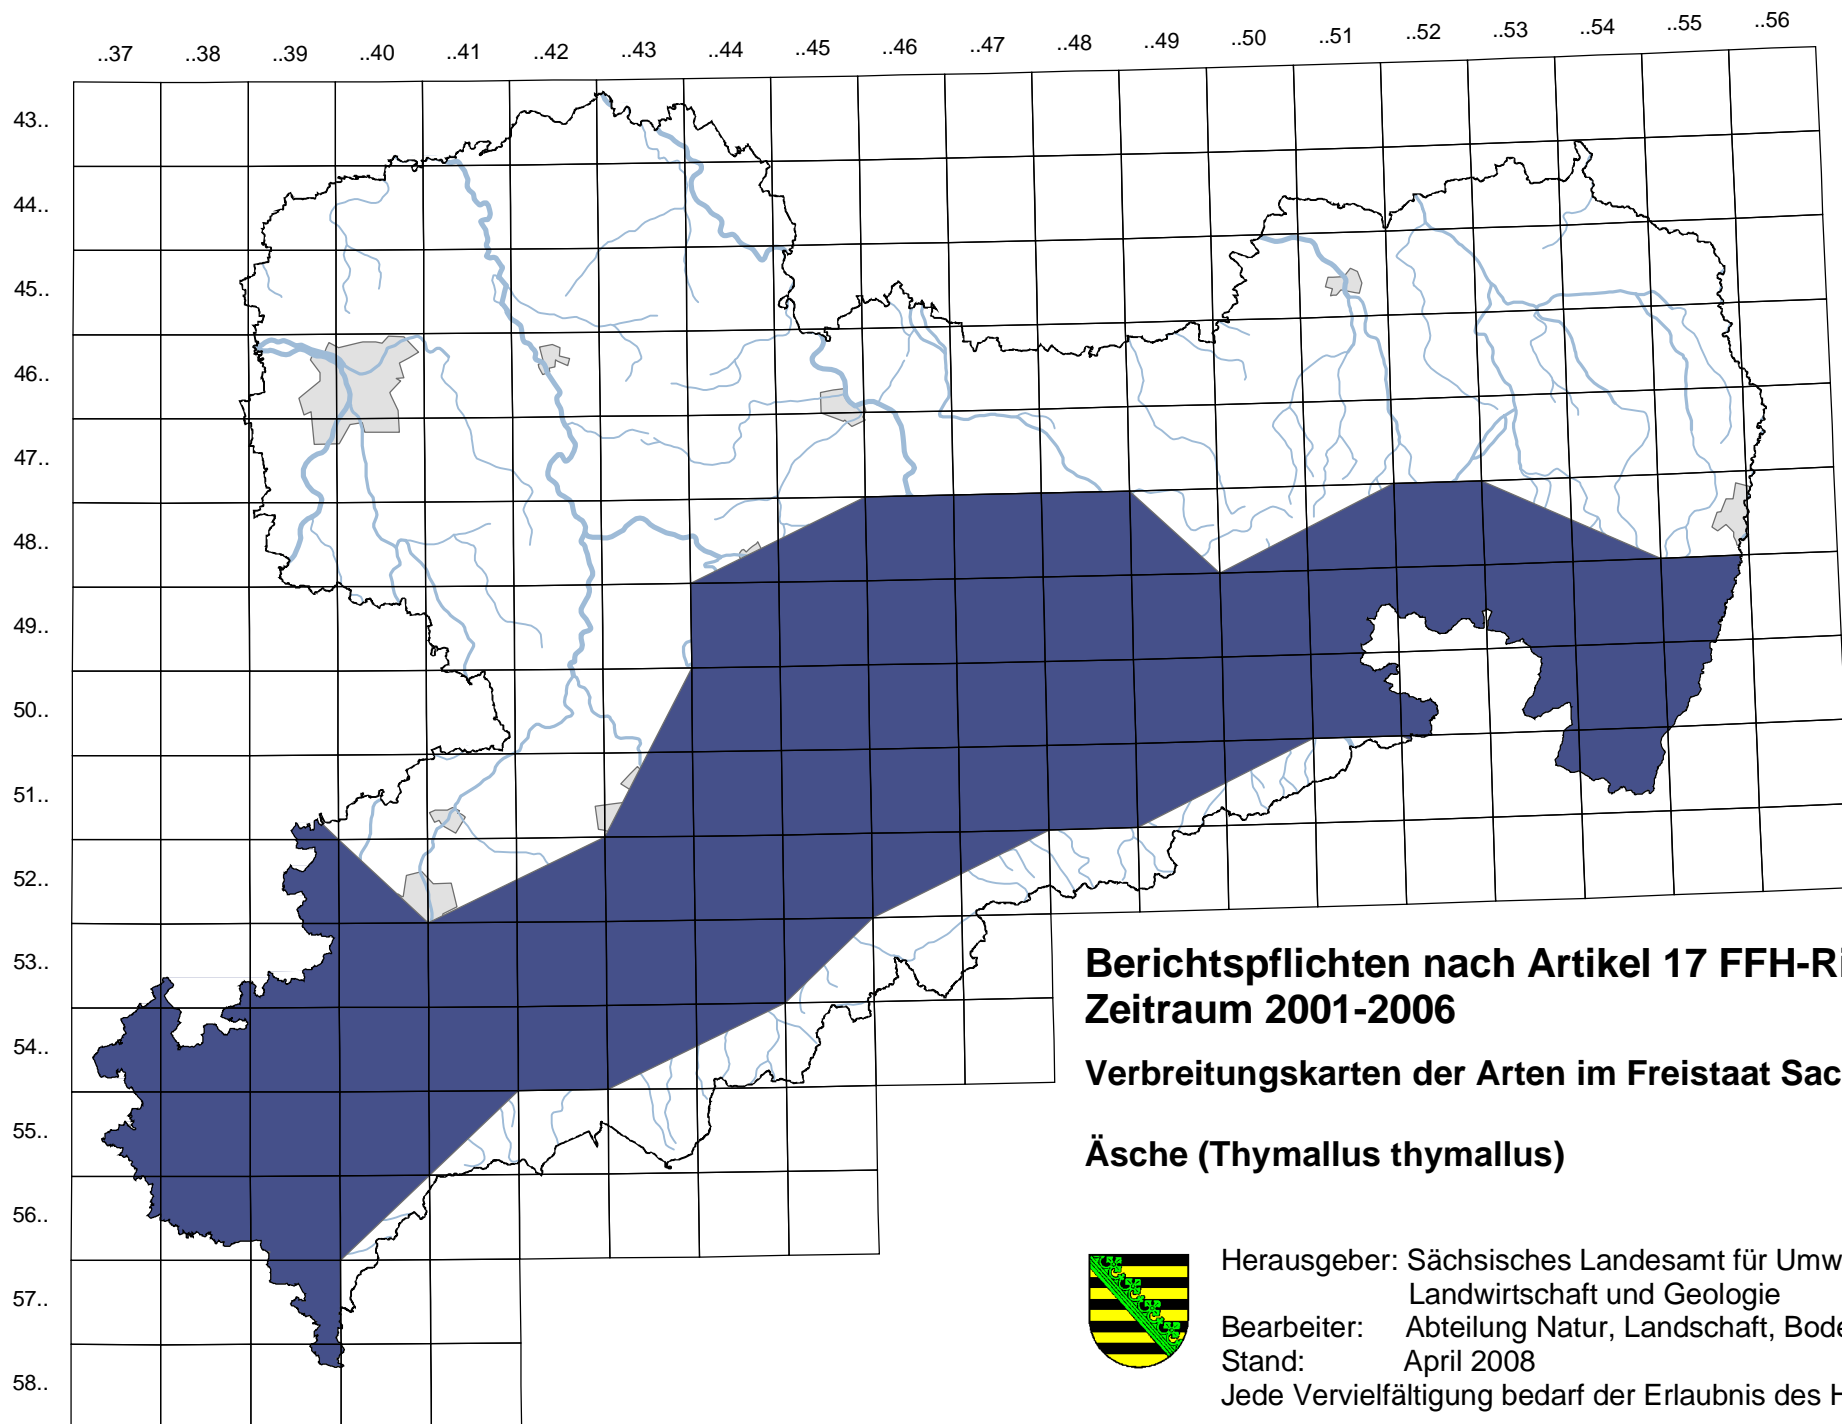 ..37 ..38 ..39 ..40 ..41 ..42 ..43 ..44 ..45 ..46 ..47 ..48 ..49 ..50 ..51 ..52 ..53 ..54 ..55 ..56
43..
44..
45..
46..
47..
48..
49..
50..
51..
52..
53..
54..
55..
56..
57..
58..
Berichtspflichten nach Artikel 17 FFH-Ri
Zeitraum 2001-2006
Verbreitungskarten der Arten im Freistaat Sac
Äsche (Thymallus thymallus)
Herausgeber: Sächsisches Landesamt für Umw
Landwirtschaft und Geologie
Bearbeiter: Abteilung Natur, Landschaft, Bode
Stand: April 2008
Jede Vervielfältigung bedarf der Erlaubnis des H